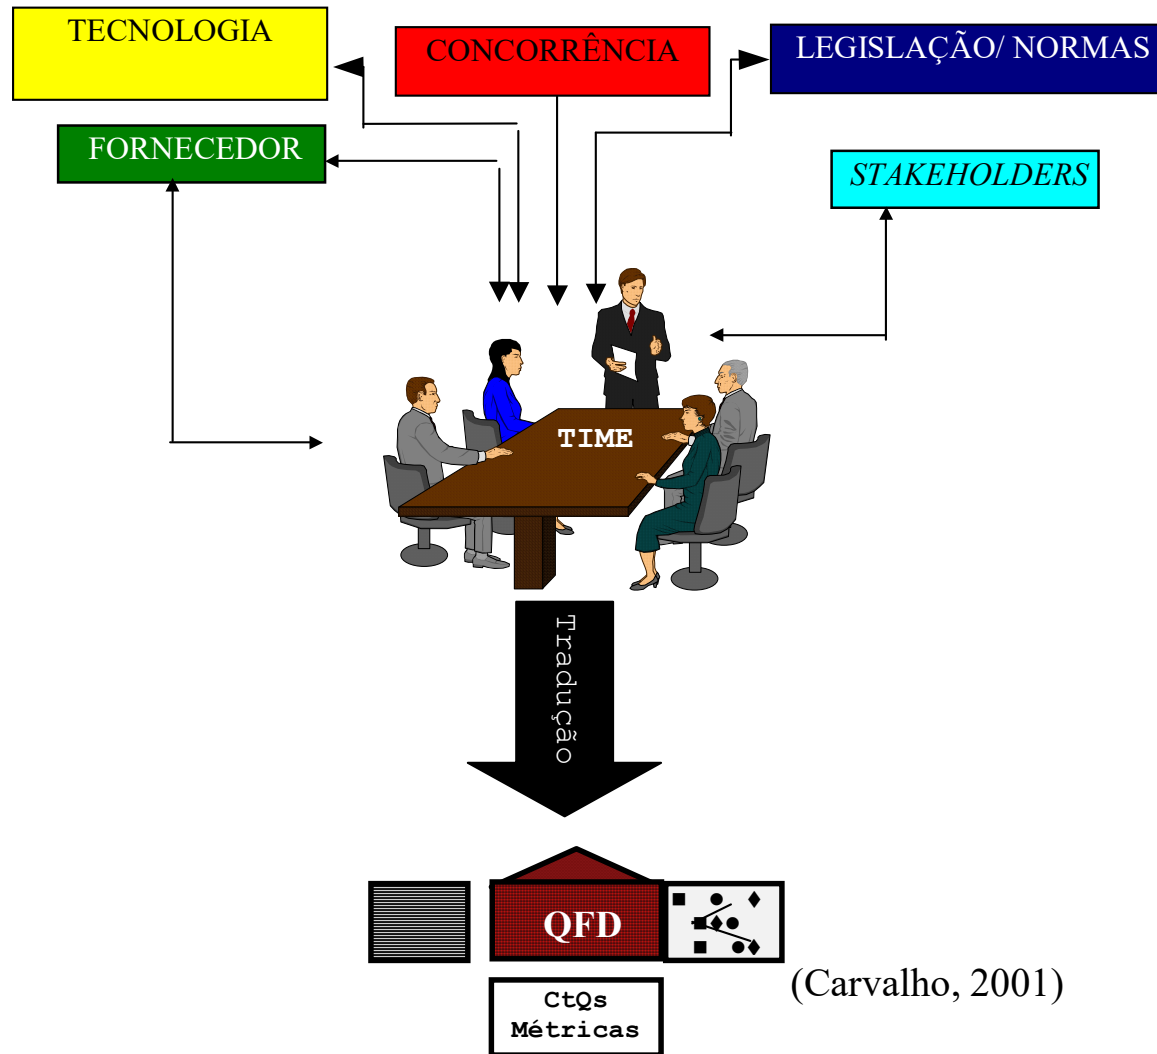 TECNOLOGIA
CONCORRÊNCIA
LEGISLAÇÃO/ NORMAS
FORNECEDOR
STAKEHOLDERS
TIME
Tradução
QFD
(Carvalho, 2001)
CtQs
Métricas